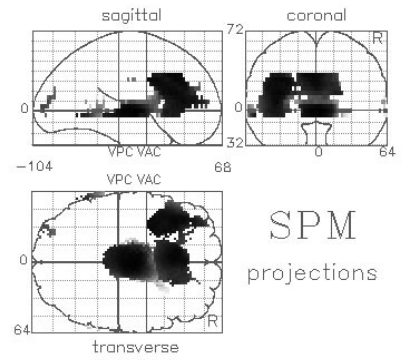 sagittal
coronal
72
R
0
0
32
VPC VAC
-104
68
0
64
VPC VAC
0
64
R
transverse
SPM
projections